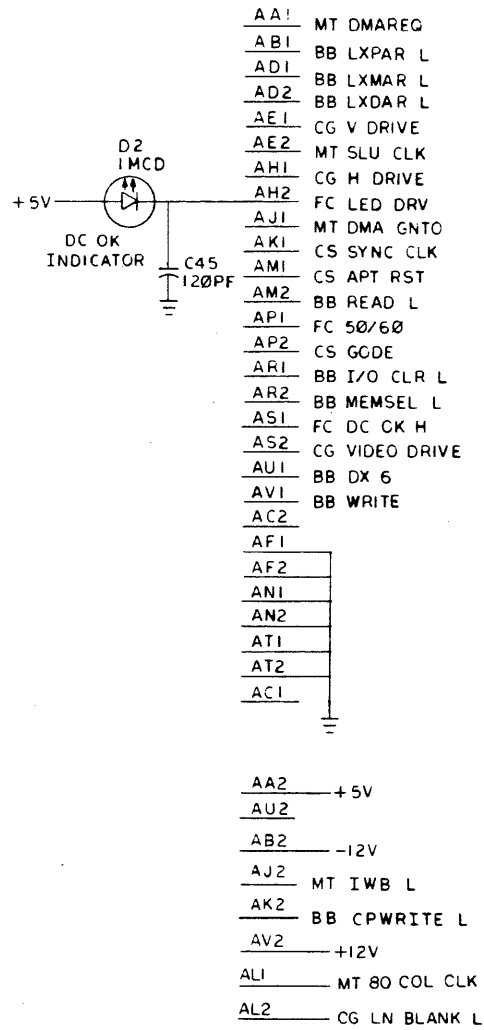 AA1 MT DMAREQ
AB1 BB LXPAR L
AD1 BB LXMAR L
AD2 BB LXDAR L
AE1 CG V DRIVE
AE2 MT SLU CLK
AH1 CG H DRIVE
D2
1MCD
+5V
DC OK
INDICATOR
C45
120PF
AH2 FC LED DRV
AJ1 MT DMA GNTO
AK1 CS SYNC CLK
AM1 CS APT RST
AM2 BB READ L
AP1 FC 50/60
AP2 CS GODE
AR1 BB I/O CLR L
AR2 BB MEMSEL L
AS1 FC DC OK H
AS2 CG VIDEO DRIVE
AU1 BB DX 6
AV1 BB WRITE
AC2
AF1
AF2
AN1
AN2
AT1
AT2
AC1
AA2 +5V
AU2
AB2 -12V
AJ2 MT IWB L
AK2 BB CPWRITE L
AV2 +12V
AL1 MT 80 COL CLK
AL2 CG LN BLANK L